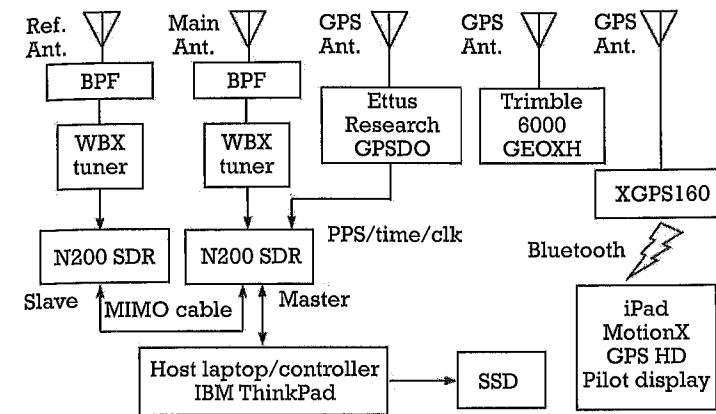 Ref.
Ant.
Main
Ant.
GPS
Ant.
GPS
Ant.
GPS
Ant.
BPF
BPF
Ettus
Research
GPSDO
Trimble
6000
GEOXH
WBX
tuner
WBX
tuner
XGPS160
N200 SDR
N200 SDR
PPS/time/clk
Bluetooth
Slave
MIMO cable
Master
iPad
MotionX
GPS HD
Pilot display
Host laptop/controller
IBM ThinkPad
SSD